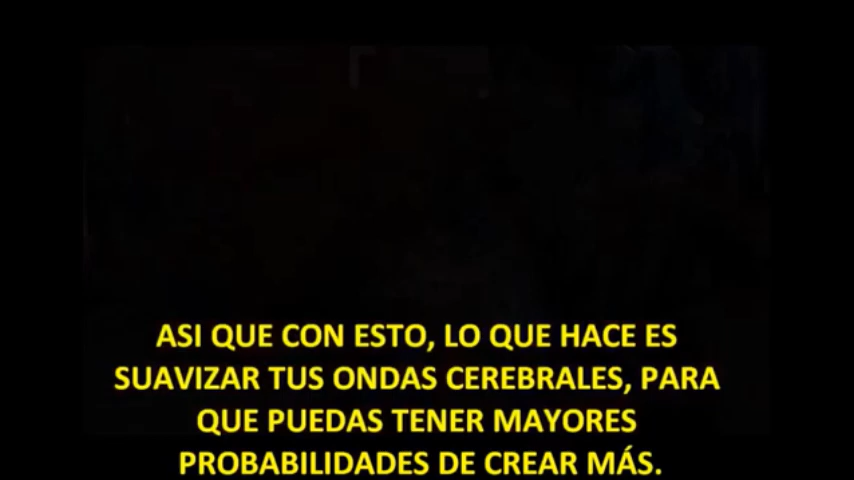 ASI QUE CON ESTO, LO QUE HACE ES
SUAVIZAR TUS ONDAS CEREBRALES, PARA
QUE PUEDAS TENER MAYORES
PROBABILIDADES DE CREAR MÁS.